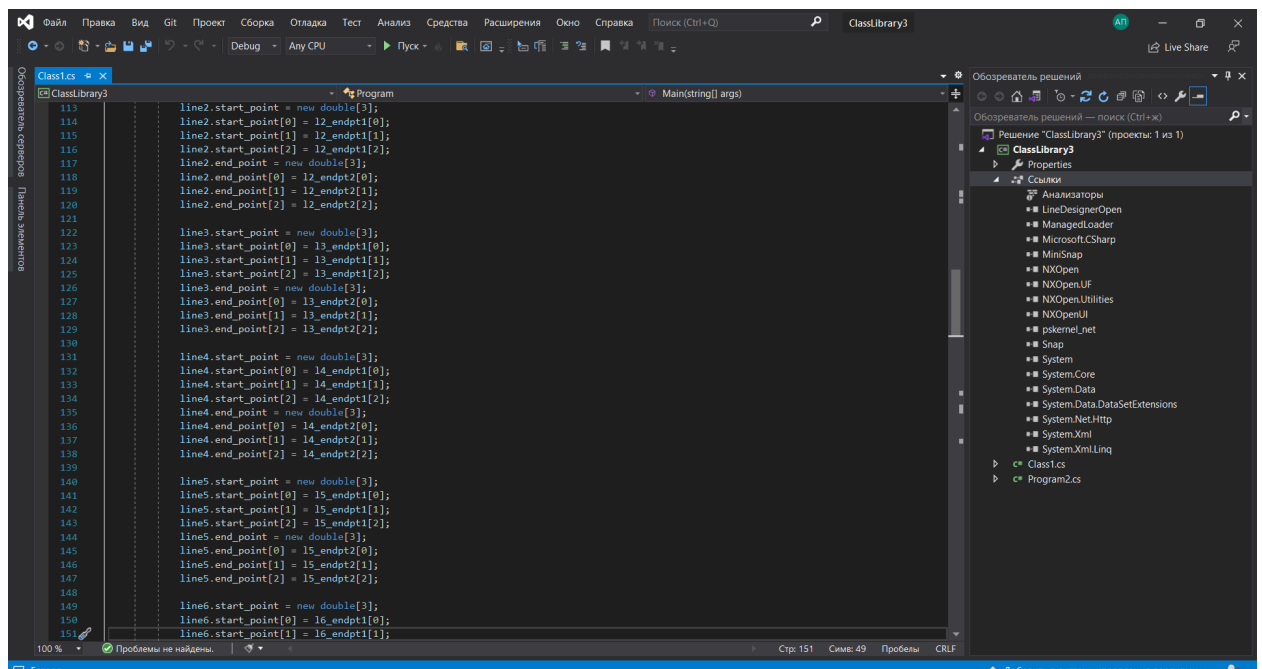 Файл Правка Вид Git Проект Сборка Отладка Тест Анализ Средства Расширения Окно Справка Поиск (Ctrl+Q) ClassLibrary3 АП
Debug Any CPU Пуск Live Share
Обозреватель серверов
Панель элементов
Class1.cs
ClassLibrary3 Program Main(string[] args)
113 line2.start_point = new double[3];
114 line2.start_point[0] = l2_endpt1[0];
115 line2.start_point[1] = l2_endpt1[1];
116 line2.start_point[2] = l2_endpt1[2];
117 line2.end_point = new double[3];
118 line2.end_point[0] = l2_endpt2[0];
119 line2.end_point[1] = l2_endpt2[1];
120 line2.end_point[2] = l2_endpt2[2];
121
122 line3.start_point = new double[3];
123 line3.start_point[0] = l3_endpt1[0];
124 line3.start_point[1] = l3_endpt1[1];
125 line3.start_point[2] = l3_endpt1[2];
126 line3.end_point = new double[3];
127 line3.end_point[0] = l3_endpt2[0];
128 line3.end_point[1] = l3_endpt2[1];
129 line3.end_point[2] = l3_endpt2[2];
130
131 line4.start_point = new double[3];
132 line4.start_point[0] = l4_endpt1[0];
133 line4.start_point[1] = l4_endpt1[1];
134 line4.start_point[2] = l4_endpt1[2];
135 line4.end_point = new double[3];
136 line4.end_point[0] = l4_endpt2[0];
137 line4.end_point[1] = l4_endpt2[1];
138 line4.end_point[2] = l4_endpt2[2];
139
140 line5.start_point = new double[3];
141 line5.start_point[0] = l5_endpt1[0];
142 line5.start_point[1] = l5_endpt1[1];
143 line5.start_point[2] = l5_endpt1[2];
144 line5.end_point = new double[3];
145 line5.end_point[0] = l5_endpt2[0];
146 line5.end_point[1] = l5_endpt2[1];
147 line5.end_point[2] = l5_endpt2[2];
148
149 line6.start_point = new double[3];
150 line6.start_point[0] = l6_endpt1[0];
151 line6.start_point[1] = l6_endpt1[1];
100 % Проблемы не найдены. Стр: 151 Симв: 49 Пробелы CRLF
Обозреватель решений
Обозреватель решений — поиск (Ctrl+ж)
Решение "ClassLibrary3" (проекты: 1 из 1)
C# ClassLibrary3
Properties
Ссылки
Анализаторы
LineDesignerOpen
ManagedLoader
Microsoft.CSharp
MiniSnap
NXOpen
NXOpen.UF
NXOpen.Utilities
NXOpenUI
pskernel_net
Snap
System
System.Core
System.Data
System.Data.DataSetExtensions
System.Net.Http
System.Xml
System.Xml.Linq
C# Class1.cs
C# Program2.cs